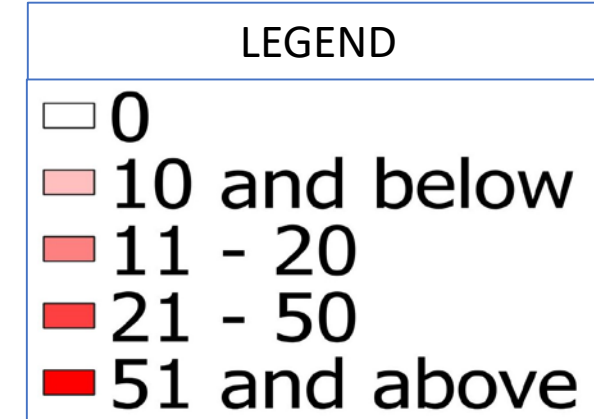 LEGEND
0
10 and below
11 - 20
21 - 50
51 and above